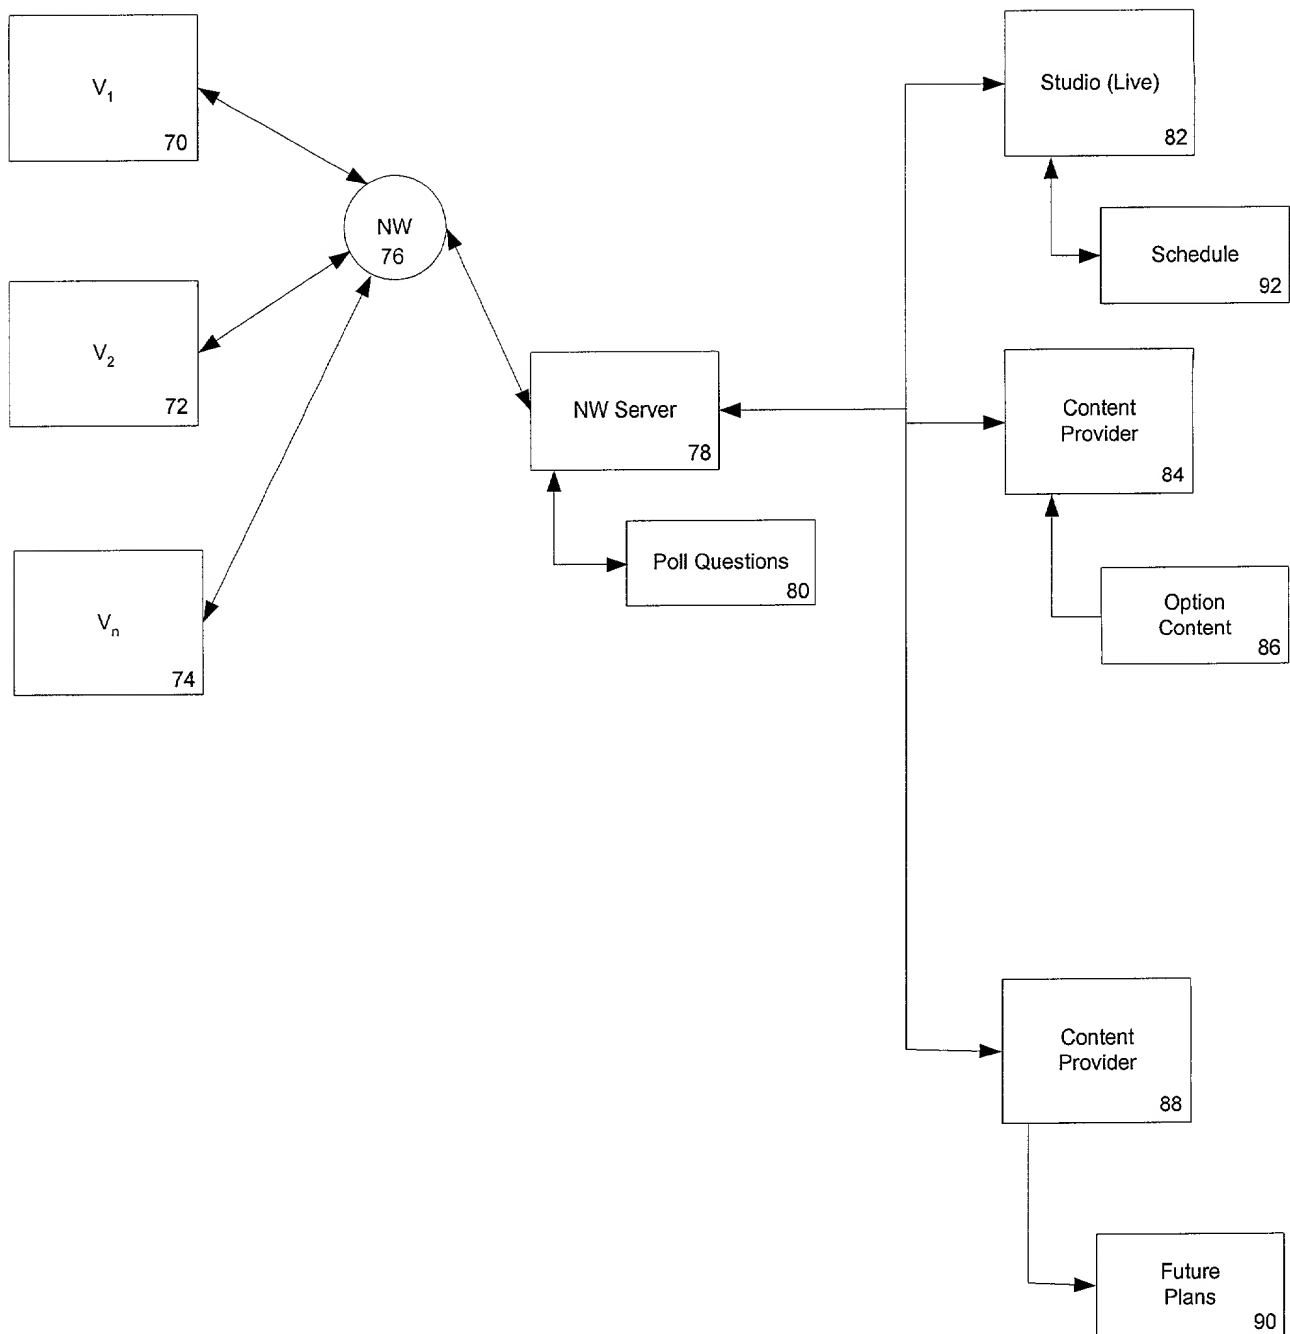 V1
70
V2
72
Vn
74
NW
76
NW Server
78
Poll Questions
80
Studio (Live)
82
Schedule
92
Content
Provider
84
Option
Content
86
Content
Provider
88
Future
Plans
90